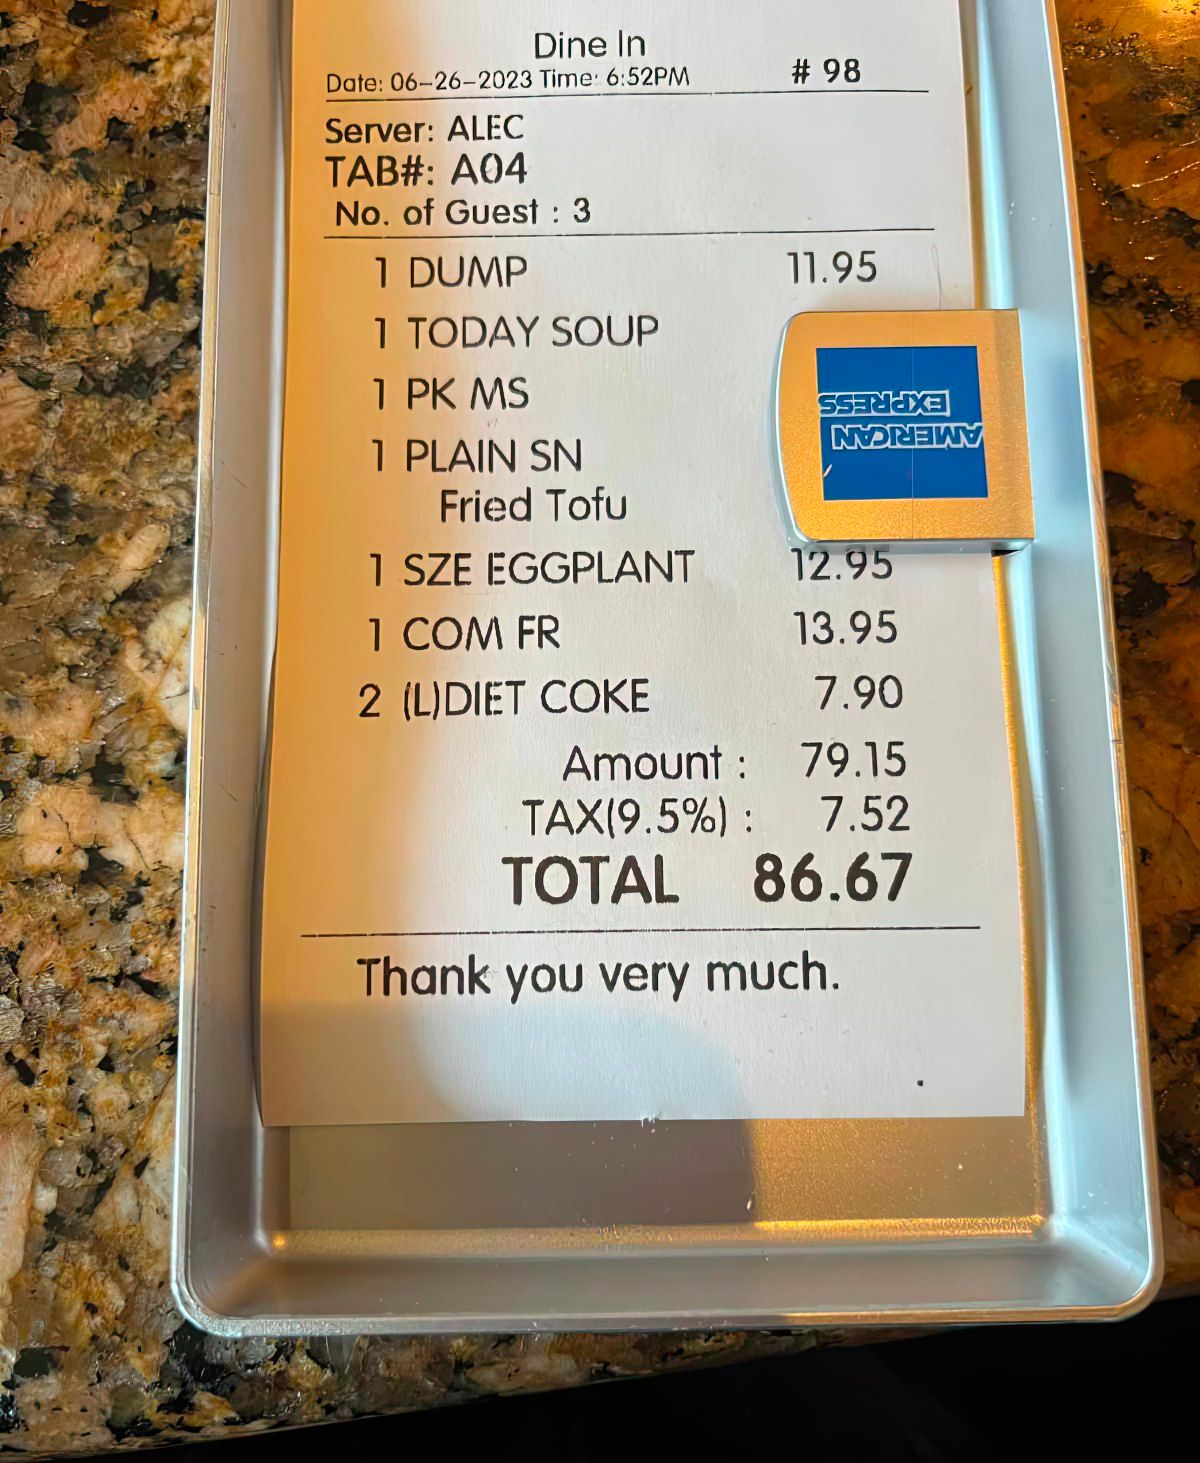 Dine In
Date: 06-26-2023 Time: 6:52PM # 98
Server: ALEC
TAB#: A04
No. of Guest : 3
1 DUMP 11.95
1 TODAY SOUP
1 PK MS
1 PLAIN SN
Fried Tofu
AMERICAN
EXPRESS
1 SZE EGGPLANT 12.95
1 COM FR 13.95
2 (L)DIET COKE 7.90
Amount : 79.15
TAX(9.5%) : 7.52
TOTAL 86.67
Thank you very much.